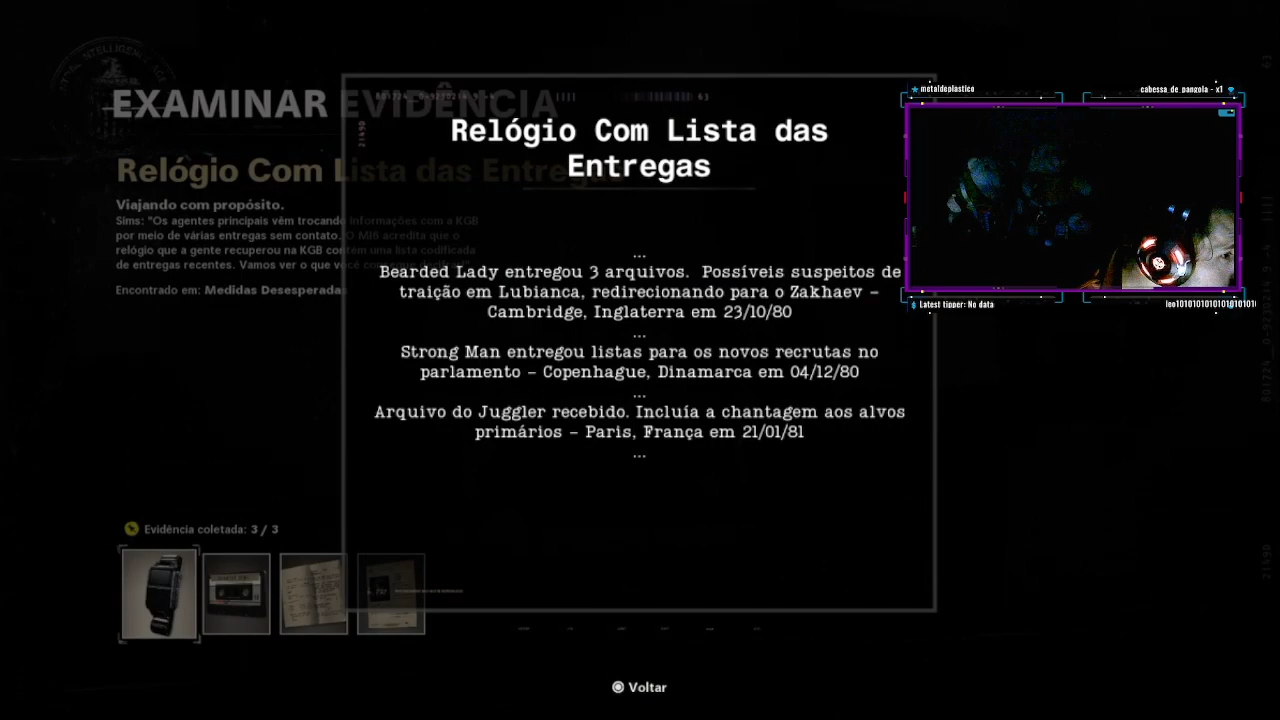 EXAMINAR EVIDÊNCIA
Relógio Com Lista das Entregas
Viajando com propósito.
Sims: "Os agentes principais vêm trocando informações com a KGB
por meio de várias entregas sem contato. O MI6 acredita que o
relógio que a gente recuperou na KGB contém uma lista codificada
de entregas recentes. Vamos ver o que você
Encontrado em: Medidas Desesperadas
Evidência coletada: 3 / 3
Relógio Com Lista das
Entregas
...
Bearded Lady entregou 3 arquivos. Possíveis suspeitos de
traição em Lubianca, redirecionando para o Zakhaev –
Cambridge, Inglaterra em 23/10/80
...
Strong Man entregou listas para os novos recrutas no
parlamento – Copenhague, Dinamarca em 04/12/80
...
Arquivo do Juggler recebido. Incluía a chantagem aos alvos
primários – Paris, França em 21/01/81
...
Voltar
metaldeplastico
cabessa_de_pangola - x1
Latest tipper: No data
leo1010101010101010101